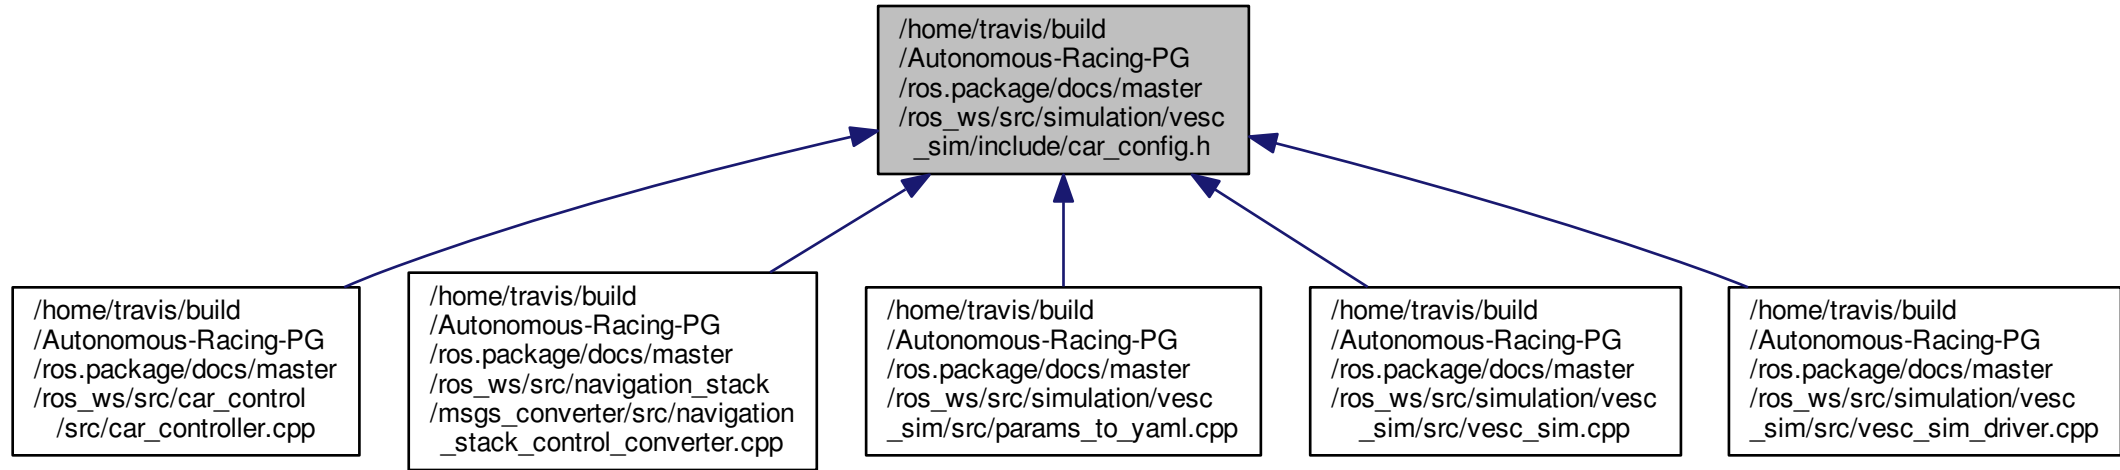 /home/travis/build
/Autonomous-Racing-PG
/ros.package/docs/master
/ros_ws/src/simulation/vesc
_sim/include/car_config.h
/home/travis/build
/Autonomous-Racing-PG
/ros.package/docs/master
/ros_ws/src/car_control
/src/car_controller.cpp
/home/travis/build
/Autonomous-Racing-PG
/ros.package/docs/master
/ros_ws/src/navigation_stack
/msgs_converter/src/navigation
_stack_control_converter.cpp
/home/travis/build
/Autonomous-Racing-PG
/ros.package/docs/master
/ros_ws/src/simulation/vesc
_sim/src/params_to_yaml.cpp
/home/travis/build
/Autonomous-Racing-PG
/ros.package/docs/master
/ros_ws/src/simulation/vesc
_sim/src/vesc_sim.cpp
/home/travis/build
/Autonomous-Racing-PG
/ros.package/docs/master
/ros_ws/src/simulation/vesc
_sim/src/vesc_sim_driver.cpp